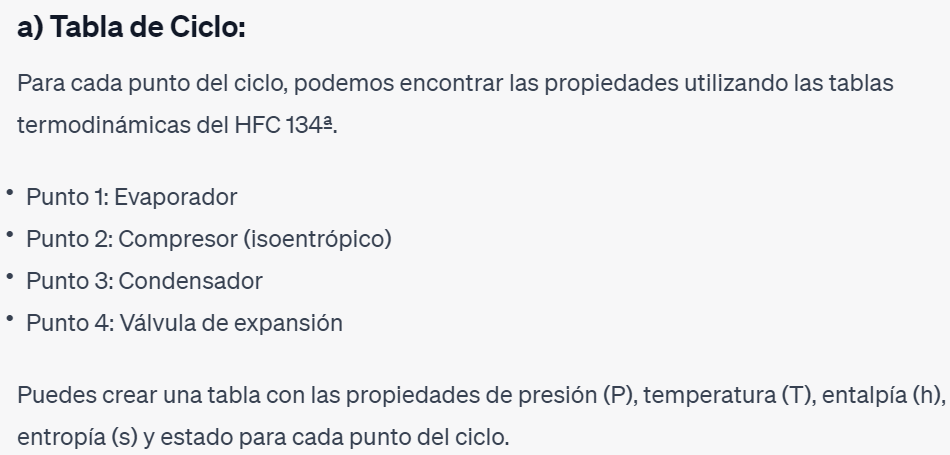 a) Tabla de Ciclo:
Para cada punto del ciclo, podemos encontrar las propiedades utilizando las tablas
termodinámicas del HFC 134ª.
• Punto 1: Evaporador
• Punto 2: Compresor (isoentrópico)
• Punto 3: Condensador
• Punto 4: Válvula de expansión
Puedes crear una tabla con las propiedades de presión (P), temperatura (T), entalpía (h),
entropía (s) y estado para cada punto del ciclo.